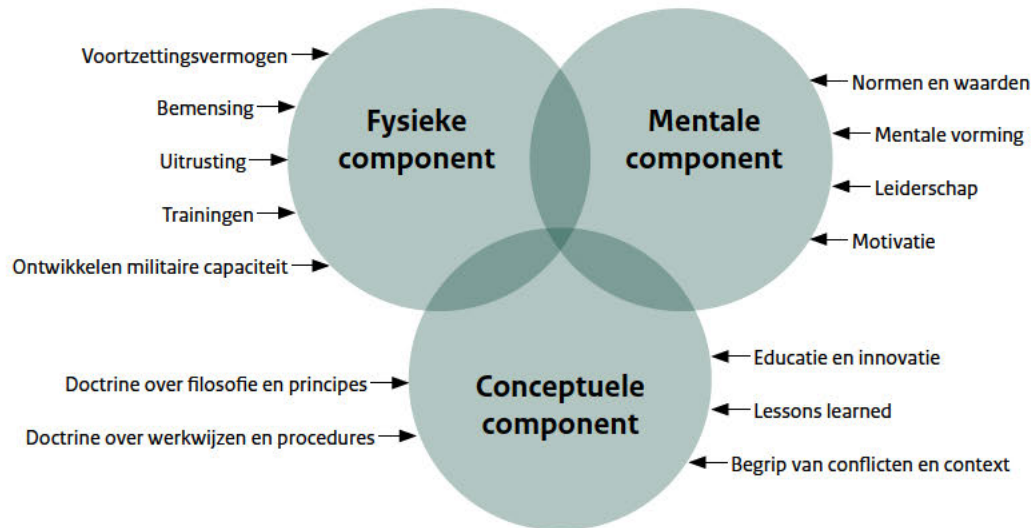 Voortzettingsvermogen
Bemensing
Uitrusting
Trainingen
Ontwikkelen militaire capaciteit
Fysieke
component
Mentale
component
Normen en waarden
Mentale vorming
Leiderschap
Motivatie
Doctrine over filosofie en principes
Doctrine over werkwijzen en procedures
Conceptuele
component
Educatie en innovatie
Lessons learned
Begrip van conflicten en context